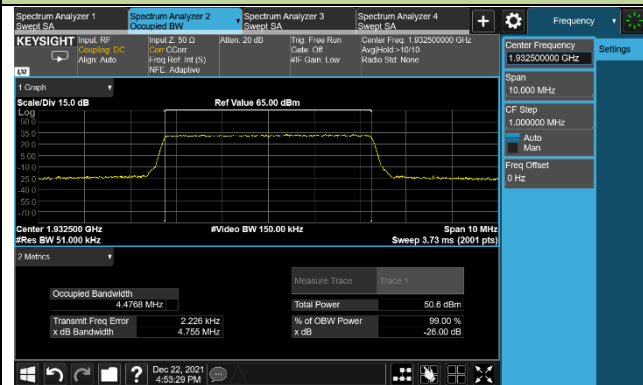 Spectrum Analyzer 1
Swept SA
Spectrum Analyzer 2
Occupied BW
Spectrum Analyzer 3
Swept SA
Spectrum Analyzer 4
Swept SA
Frequency
KEYSIGHT
Input: RF
Coupling: DC
Align: Auto
Input Z: 50 Ω
Corr CCorr
Freq Ref: Int (S)
NFE: Adaptive
Atten: 20 dB
Trig: Free Run
Gate: Off
#IF Gain: Low
Center Freq: 1.932500000 GHz
Avg|Hold:>10/10
Radio Std: None
LXI
1 Graph
Scale/Div 15.0 dB
Ref Value 65.00 dBm
Log
50.0
35.0
20.0
5.00
-10.0
-25.0
-40.0
-55.0
-70.0
Center 1.932500 GHz
#Res BW 51.000 kHz
#Video BW 150.00 kHz
Span 10 MHz
Sweep 3.73 ms (2001 pts)
2 Metrics
Measure Trace
Trace 1
Occupied Bandwidth
4.4768 MHz
Total Power
50.6 dBm
Transmit Freq Error
2.226 kHz
% of OBW Power
99.00 %
x dB Bandwidth
4.755 MHz
x dB
-26.00 dB
Center Frequency
1.932500000 GHz
Settings
Span
10.000 MHz
CF Step
1.000000 MHz
Auto
Man
Freq Offset
0 Hz
?
Dec 22, 2021
4:53:29 PM